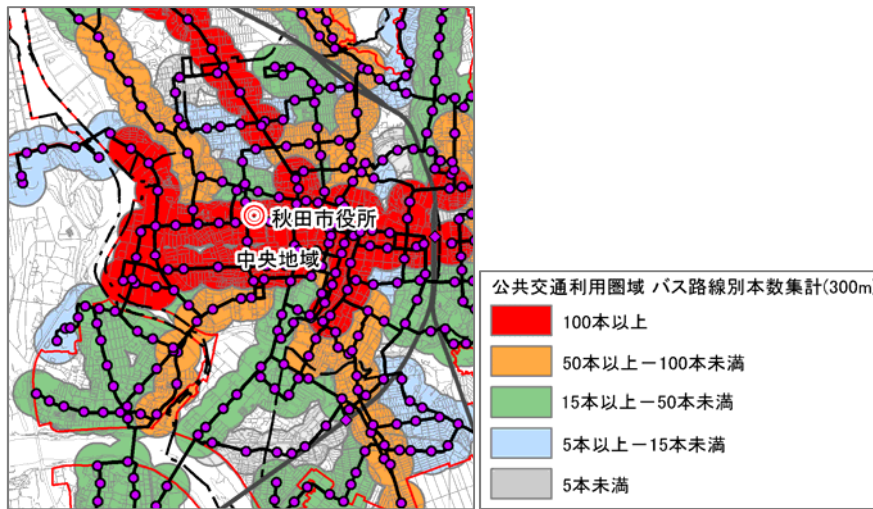 秋田市役所
中央地域
公共交通利用圏域 バス路線別本数集計(300m)
100本以上
50本以上－100本未満
15本以上－50本未満
5本以上－15本未満
5本未満